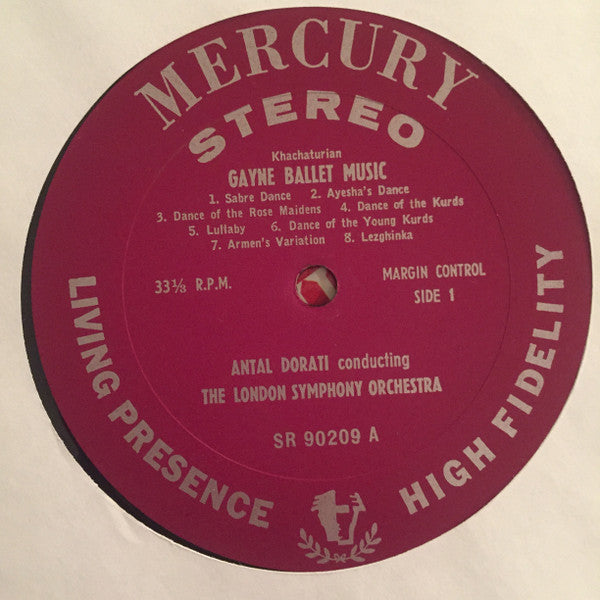 MERCURY
STEREO
Khachaturian
GAYNE BALLET MUSIC
1. Sabre Dance 2. Ayesha's Dance
3. Dance of the Rose Maidens 4. Dance of the Kurds
5. Lullaby 6. Dance of the Young Kurds
7. Armen's Variation 8. Lezghinka
33⅓ R.P.M.
MARGIN CONTROL
SIDE 1
ANTAL DORATI conducting
THE LONDON SYMPHONY ORCHESTRA
SR 90209 A
LIVING PRESENCE
HIGH FIDELITY